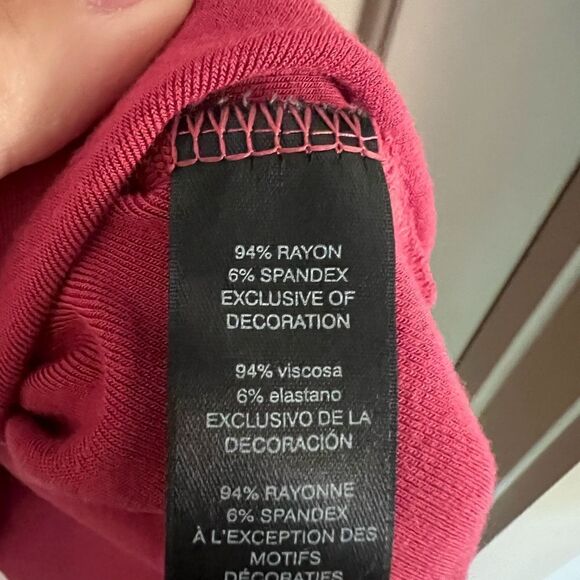 94% RAYON
6% SPANDEX
EXCLUSIVE OF
DECORATION
94% viscosa
6% elastano
EXCLUSIVO DE LA
DECORACIÓN
94% RAYONNE
6% SPANDEX
À L'EXCEPTION DES
MOTIFS
DÉCORATIFS